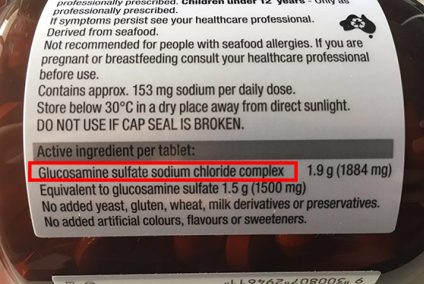 professionally prescribed. Children under 12 years - Only as
professionally prescribed.
If symptoms persist see your healthcare professional.
Derived from seafood.
Not recommended for people with seafood allergies. If you are
pregnant or breastfeeding consult your healthcare professional
before use.
Contains approx. 153 mg sodium per daily dose.
Store below 30°C in a dry place away from direct sunlight.
DO NOT USE IF CAP SEAL IS BROKEN.
Active ingredient per tablet:
Glucosamine sulfate sodium chloride complex 1.9 g (1884 mg)
Equivalent to glucosamine sulfate 1.5 g (1500 mg)
No added yeast, gluten, wheat, milk derivatives or preservatives.
No added artificial colours, flavours or sweeteners.